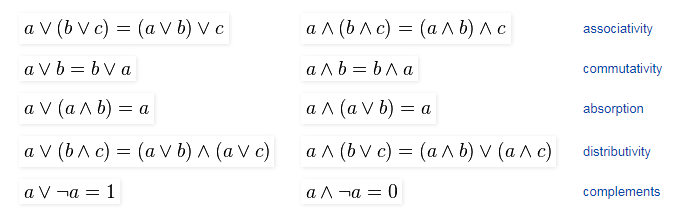 a ∨ (b ∨ c) = (a ∨ b) ∨ c a ∧ (b ∧ c) = (a ∧ b) ∧ c associativity
a ∨ b = b ∨ a a ∧ b = b ∧ a commutativity
a ∨ (a ∧ b) = a a ∧ (a ∨ b) = a absorption
a ∨ (b ∧ c) = (a ∨ b) ∧ (a ∨ c) a ∧ (b ∨ c) = (a ∧ b) ∨ (a ∧ c) distributivity
a ∨ ¬a = 1 a ∧ ¬a = 0 complements